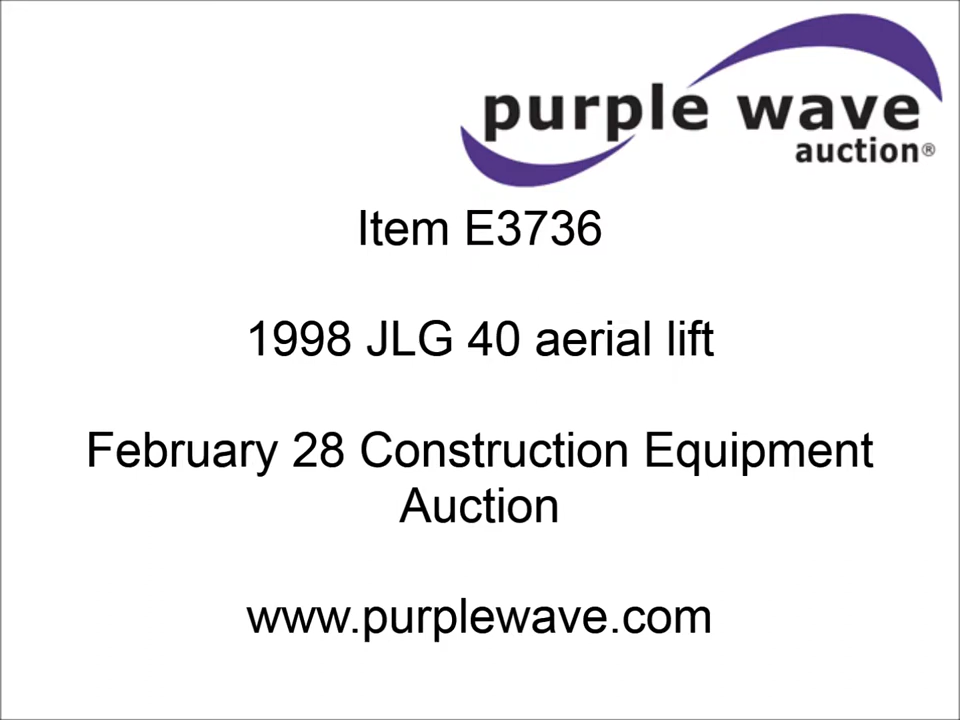 purple wave
auction®
Item E3736
1998 JLG 40 aerial lift
February 28 Construction Equipment
Auction
www.purplewave.com